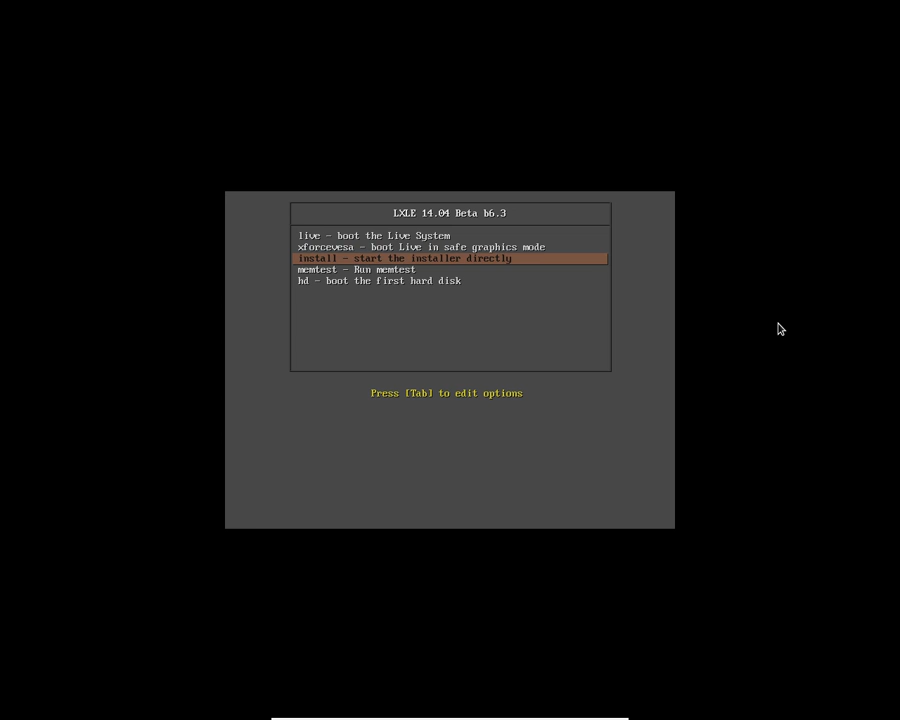 LXLE 14.04 Beta b6.3
live - boot the Live System
xforcevesa - boot Live in safe graphics mode
install - start the installer directly
memtest - Run memtest
hd - boot the first hard disk
Press [Tab] to edit options